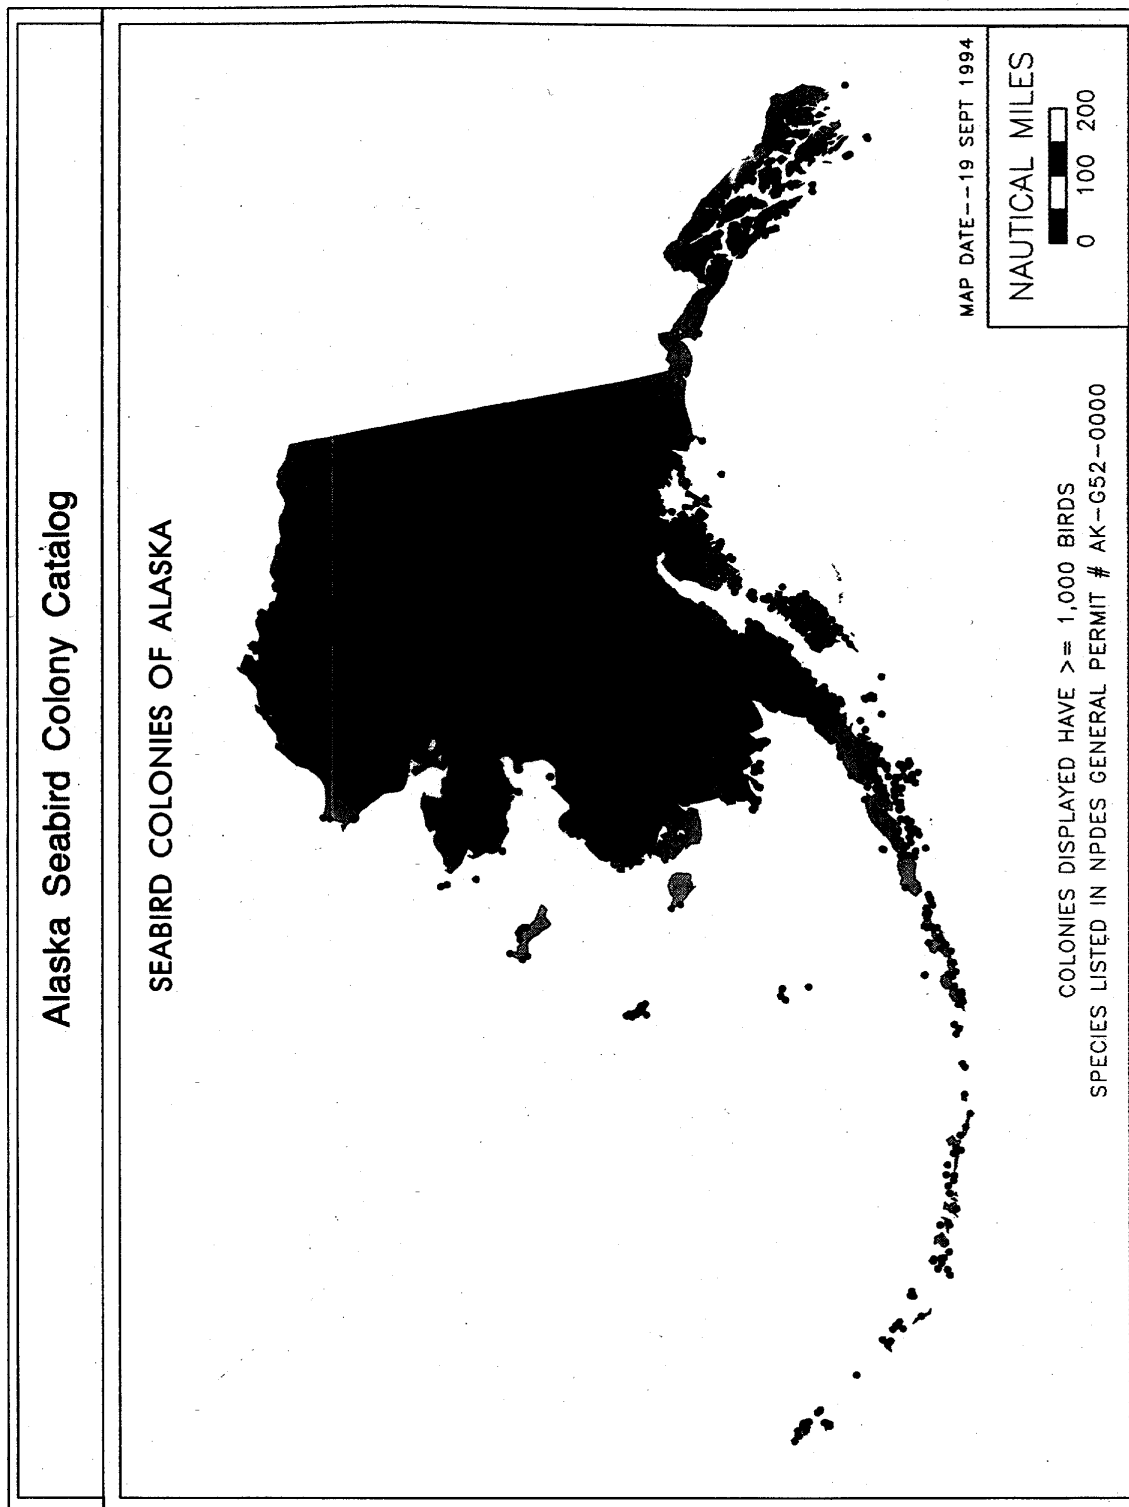 Alaska Seabird Colony Catalog
SEABIRD COLONIES OF ALASKA
MAP DATE--19 SEPT 1994
NAUTICAL MILES
0 100 200
COLONIES DISPLAYED HAVE >= 1,000 BIRDS
SPECIES LISTED IN NPDES GENERAL PERMIT # AK-G52-0000